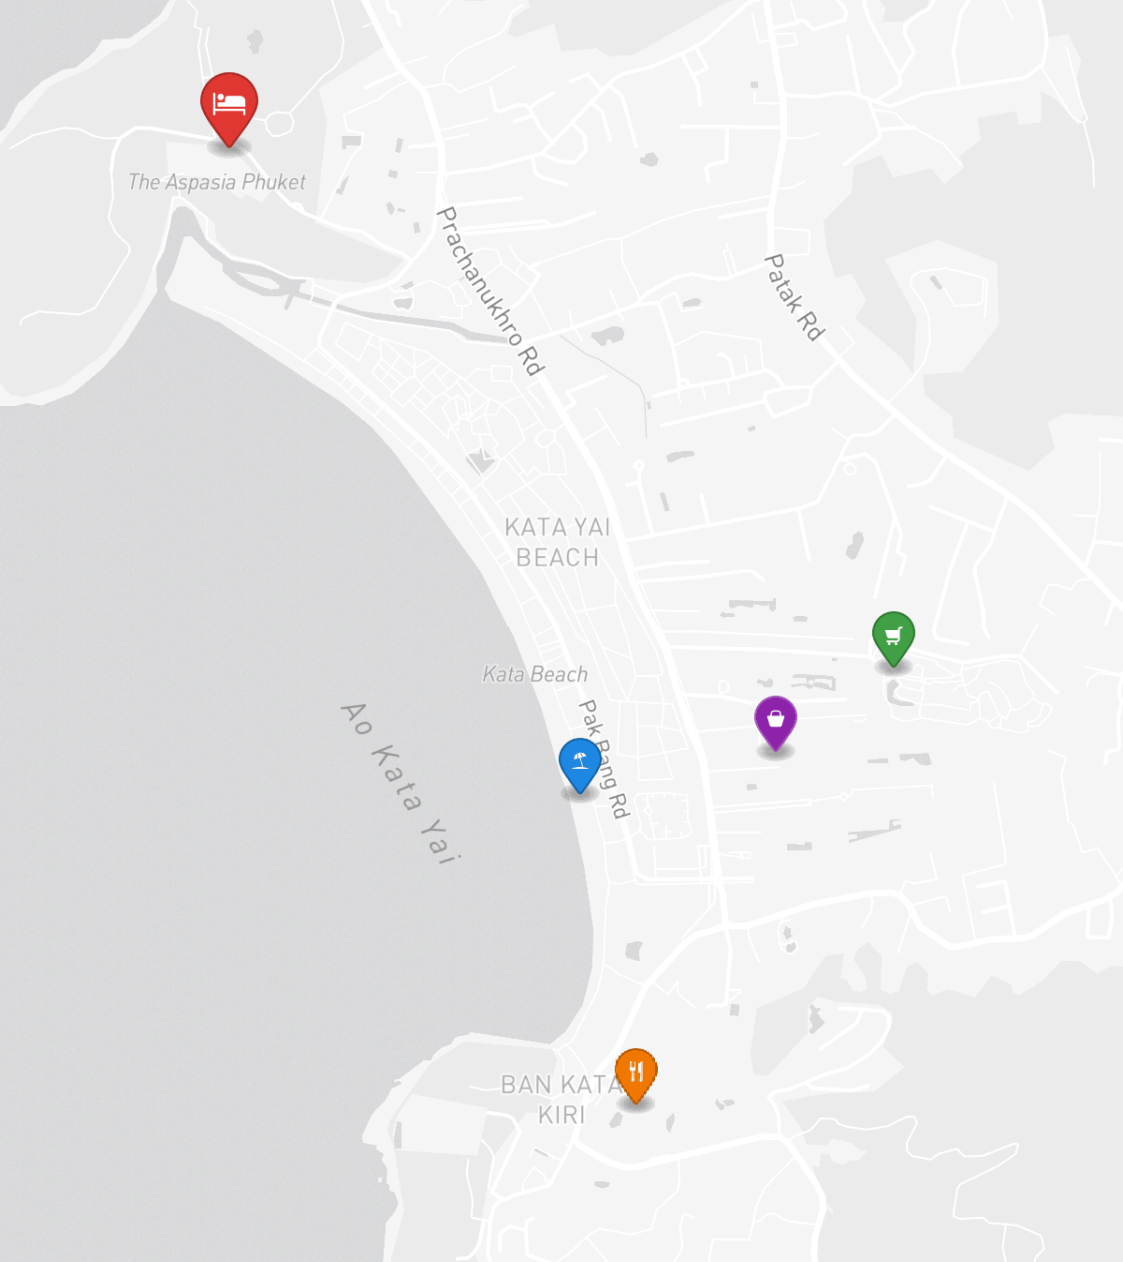 The Aspasia Phuket
Prachanukhro Rd
Patak Rd
KATA YAI
BEACH
Kata Beach
Pak Bang Rd
Ao Kata Yai
BAN KATA
KIRI